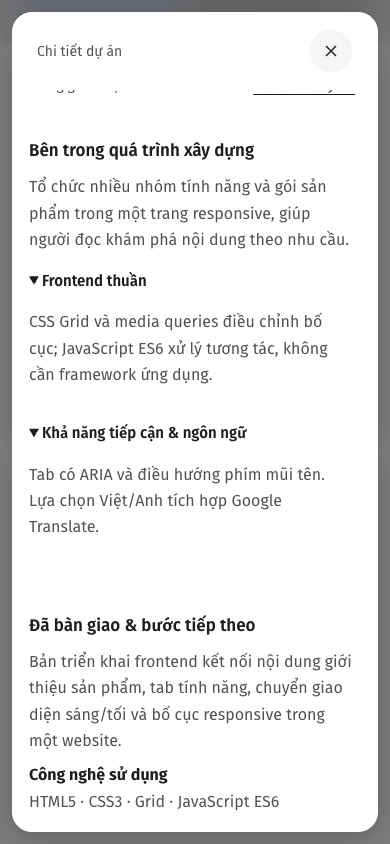 Chi tiết dự án
Bên trong quá trình xây dựng
Tổ chức nhiều nhóm tính năng và gói sản
phẩm trong một trang responsive, giúp
người đọc khám phá nội dung theo nhu cầu.
▼ Frontend thuần
CSS Grid và media queries điều chỉnh bố
cục; JavaScript ES6 xử lý tương tác, không
cần framework ứng dụng.
▼ Khả năng tiếp cận & ngôn ngữ
Tab có ARIA và điều hướng phím mũi tên.
Lựa chọn Việt/Anh tích hợp Google
Translate.
Đã bàn giao & bước tiếp theo
Bản triển khai frontend kết nối nội dung giới
thiệu sản phẩm, tab tính năng, chuyển giao
diện sáng/tối và bố cục responsive trong
một website.
Công nghệ sử dụng
HTML5 · CSS3 · Grid · JavaScript ES6